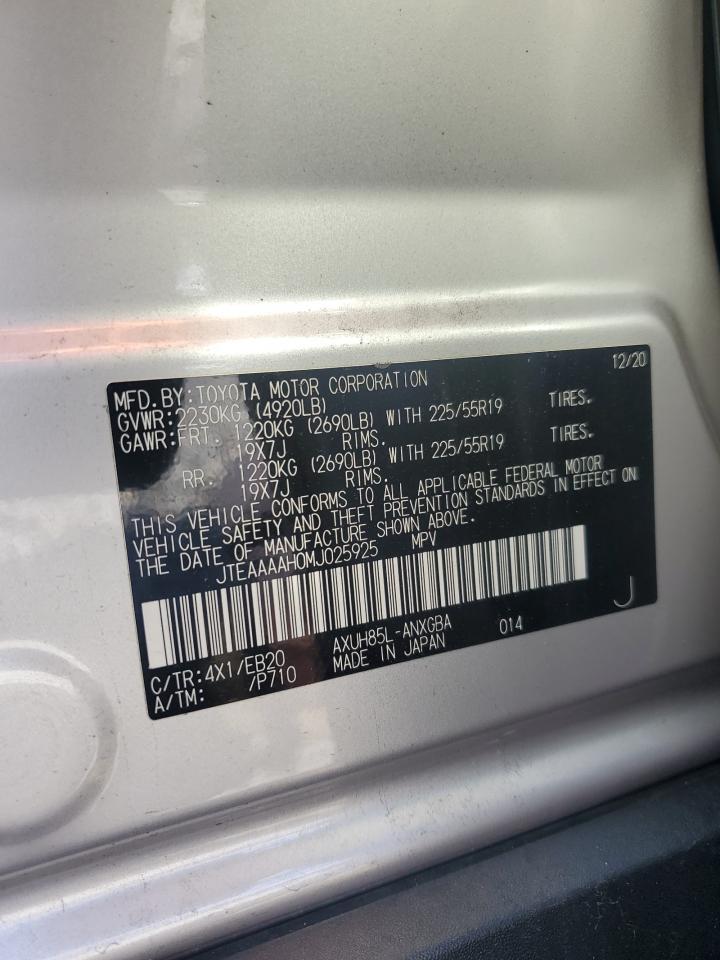 12/20
MFD.BY:TOYOTA MOTOR CORPORATION
GVWR:2230KG (4920LB)
GAWR:FRT. 1220KG (2690LB) WITH 225/55R19 TIRES.
19X7J RIMS.
RR. 1220KG (2690LB) WITH 225/55R19 TIRES.
19X7J RIMS.
THIS VEHICLE CONFORMS TO ALL APPLICABLE FEDERAL MOTOR
VEHICLE SAFETY AND THEFT PREVENTION STANDARDS IN EFFECT ON
THE DATE OF MANUFACTURE SHOWN ABOVE.
JTEAAAAH0MJ025925 MPV
C/TR:4X1/EB20 AXUH85L-ANXGBA 014 J
A/TM: /P710 MADE IN JAPAN